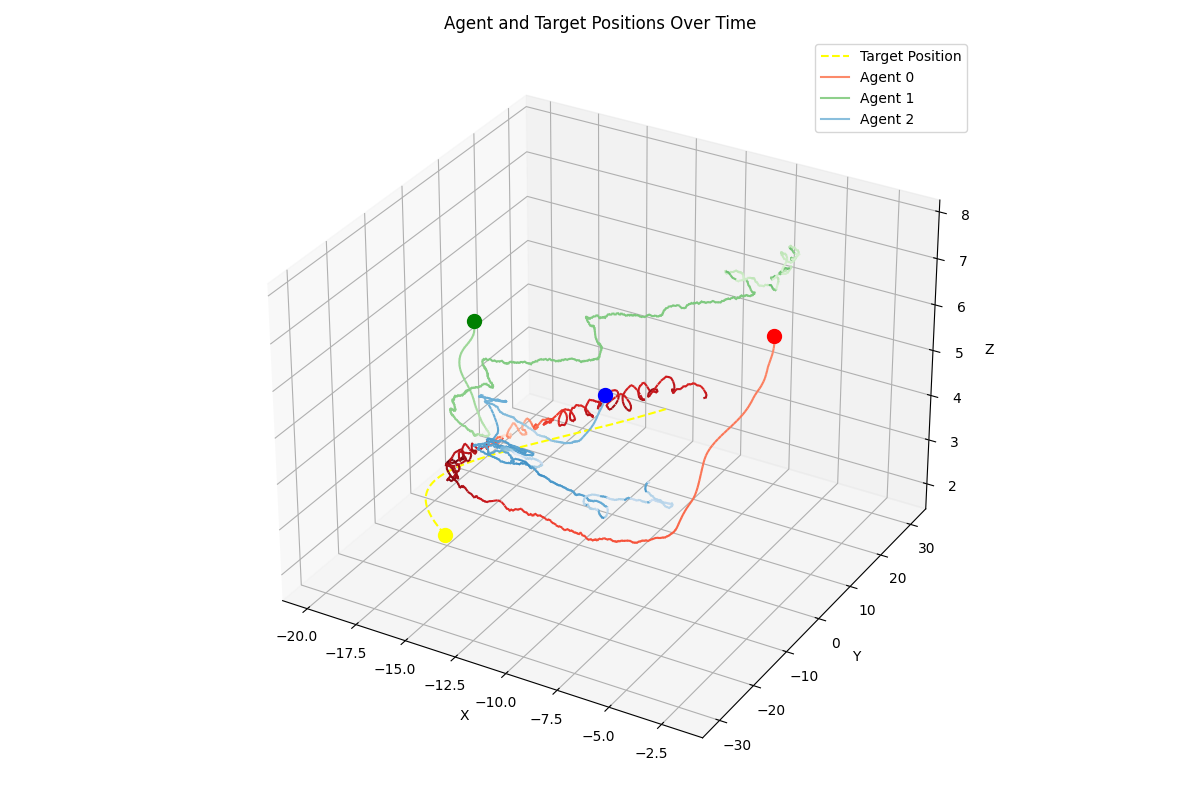 Agent and Target Positions Over Time
Target Position
Agent 0
Agent 1
Agent 2
8
7
6
5
4
3
2
Z
30
20
10
0
−10
−20
−30
Y
−20.0
−17.5
−15.0
−12.5
−10.0
−7.5
−5.0
−2.5
X